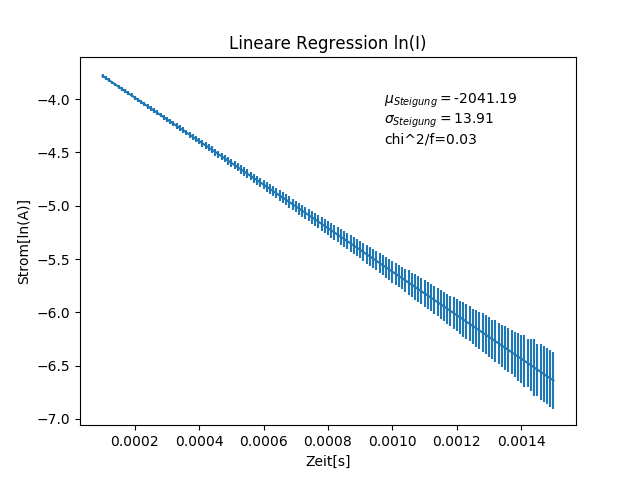 Lineare Regression ln(I)
μSteigung = -2041.19
σSteigung = 13.91
chi^2/f=0.03
Strom[ln(A)]
−4.0
−4.5
−5.0
−5.5
−6.0
−6.5
−7.0
0.0002 0.0004 0.0006 0.0008 0.0010 0.0012 0.0014
Zeit[s]